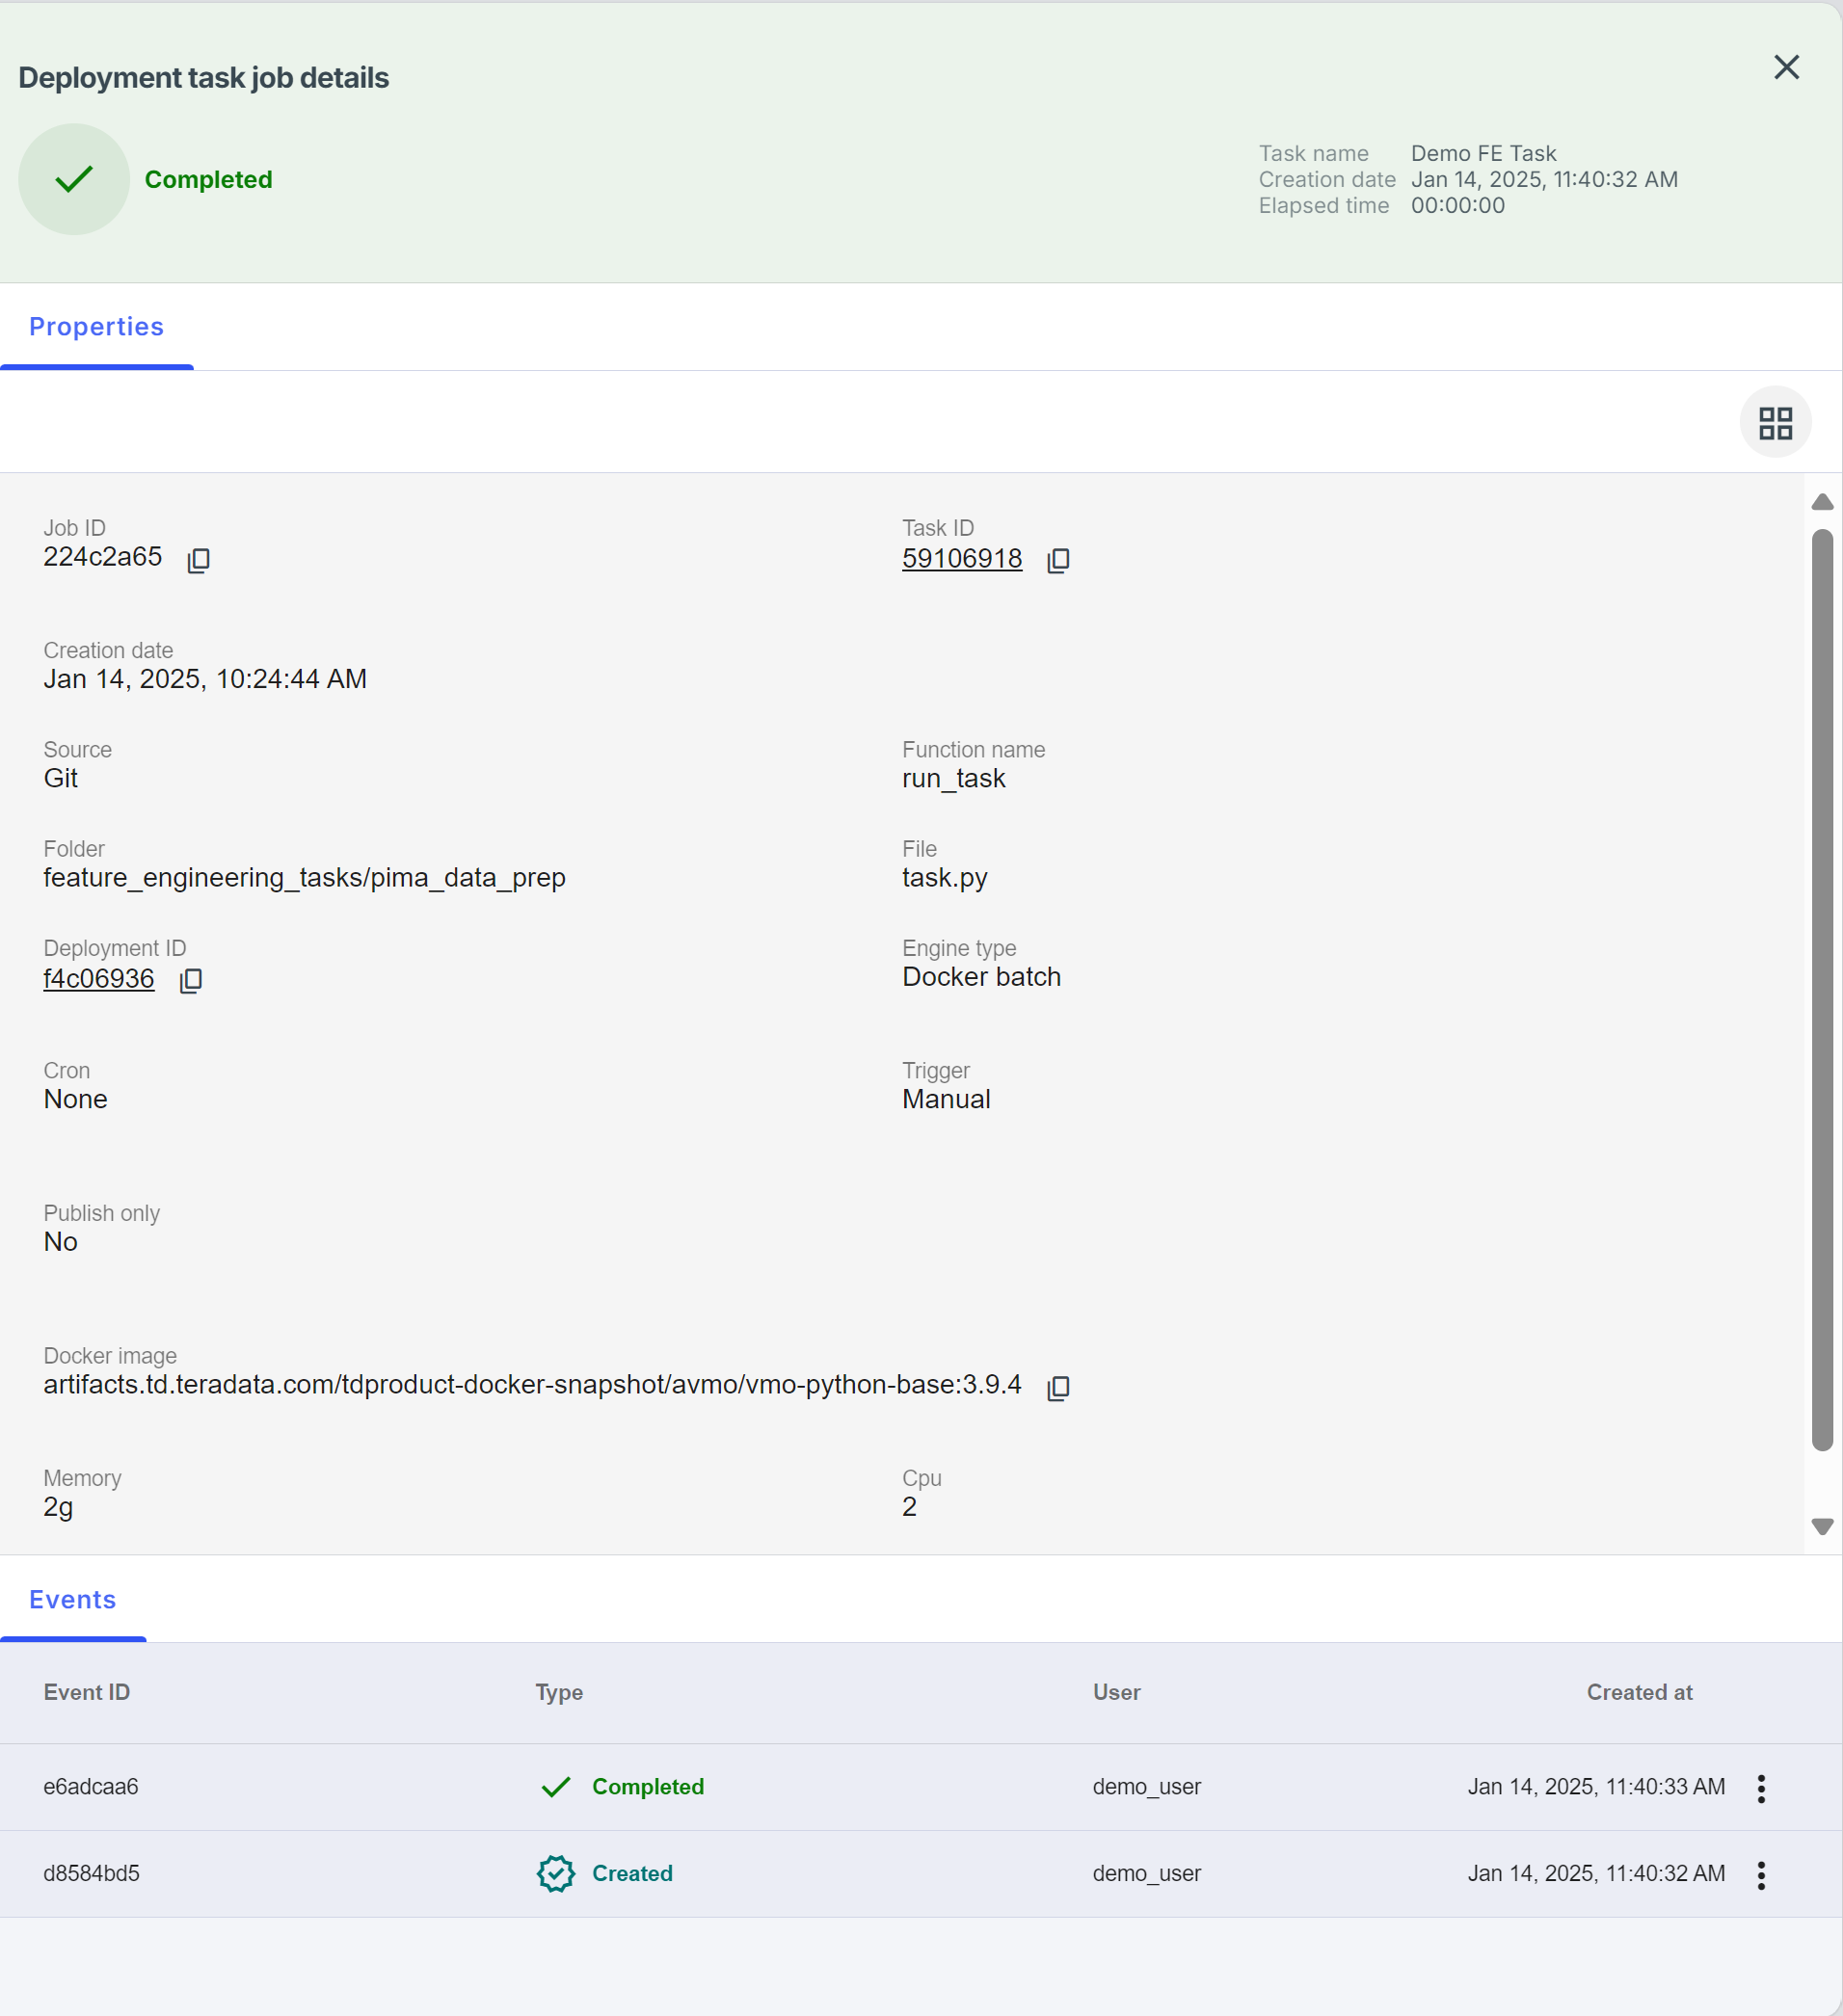 Deployment task job details
Completed
Task name Demo FE Task
Creation date Jan 14, 2025, 11:40:32 AM
Elapsed time 00:00:00
Properties
Job ID Task ID
224c2a65 59106918
Creation date
Jan 14, 2025, 10:24:44 AM
Source Function name
Git run_task
Folder File
feature_engineering_tasks/pima_data_prep task.py
Deployment ID Engine type
f4c06936 Docker batch
Cron Trigger
None Manual
Publish only
No
Docker image
artifacts.td.teradata.com/tdproduct-docker-snapshot/avmo/vmo-python-base:3.9.4
Memory Cpu
2g 2
Events
Event ID Type User Created at
e6adcaa6 Completed demo_user Jan 14, 2025, 11:40:33 AM
d8584bd5 Created demo_user Jan 14, 2025, 11:40:32 AM